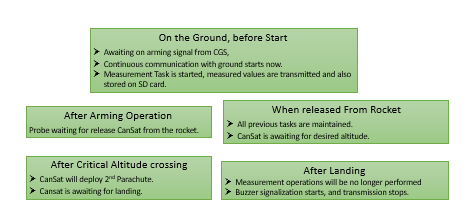 On the Ground, before Start
➤ Awaiting on arming signal from CGS,
➤ Continuous communication with ground starts now.
➤ Measurement Task is started, measured values are transmitted and also
stored on SD card.
After Arming Operation
Probe waiting for release CanSat from the rocket.
When released From Rocket
➤ All previous tasks are maintained.
➤ CanSat is awaiting for desired altitude.
After Critical Altitude crossing
➤ CanSat will deploy 2nd Parachute.
➤ Cansat is awaiting for landing.
After Landing
➤ Measurement operations will be no longer performed
➤ Buzzer signalization starts, and transmission stops.